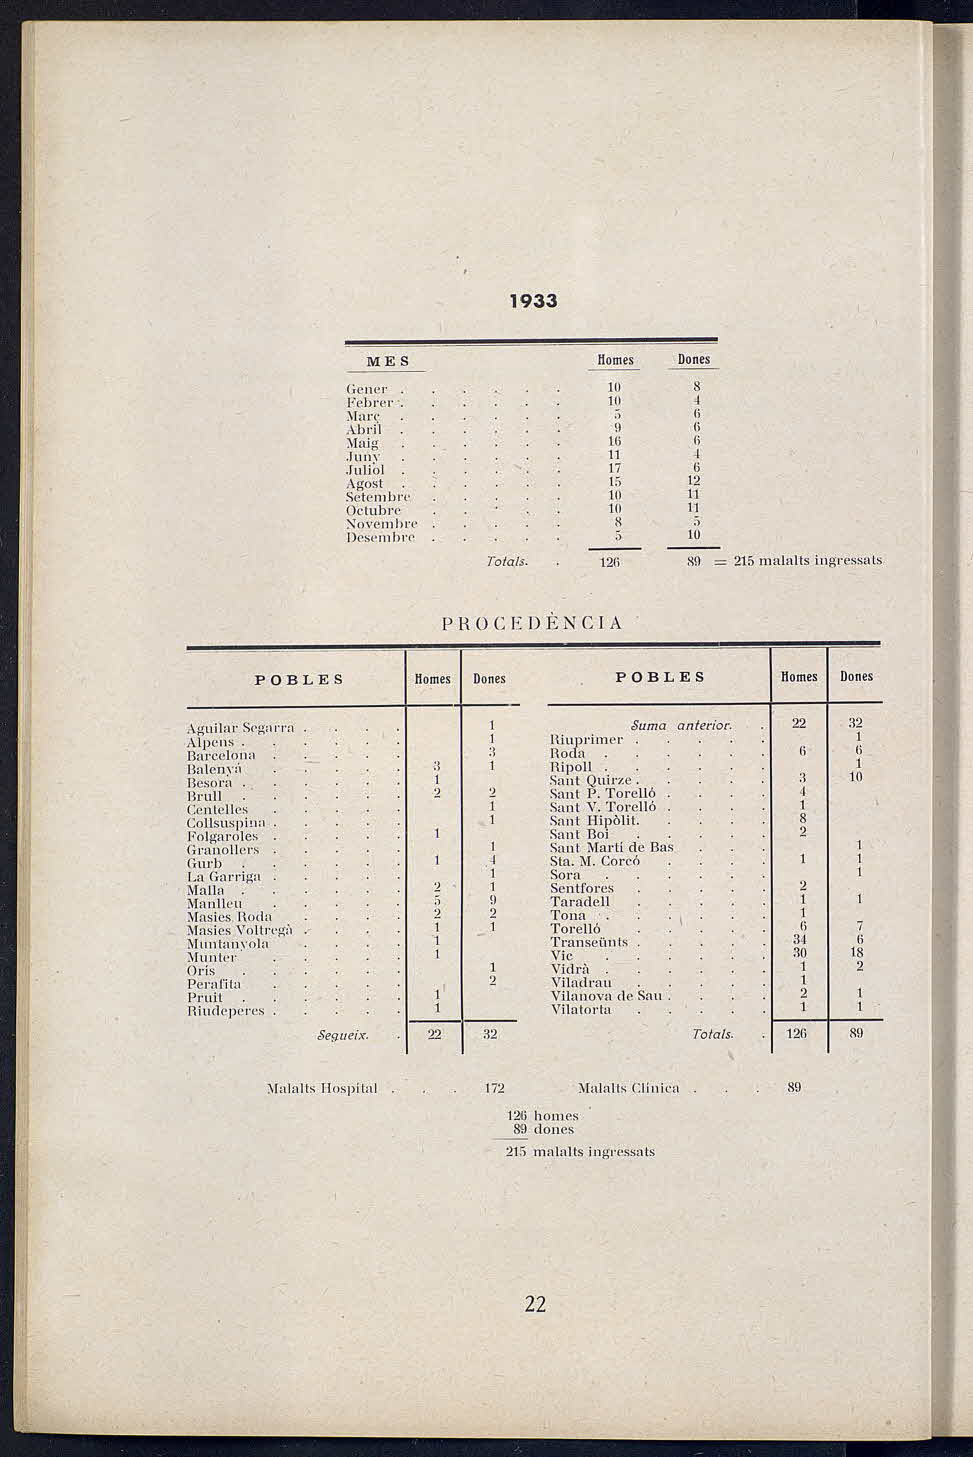 1933
MES Homes Dones
Gener . . . . . . 10 8
Febrer . . . . . . 10 4
Març . . . . . . 5 6
Abril . . . . . . 9 6
Maig . . . . . . 16 6
Juny . . . . . . 11 4
Juliol . . . . . . 17 6
Agost . . . . . . 15 12
Setembre . . . . . 10 11
Octubre . . . . . 10 11
Novembre . . . . . 8 5
Desembre . . . . . 5 10
Totals. . 126 89 = 215 malalts ingressats
PROCEDÈNCIA
POBLES Homes Dones
Aguilar Segarra . . . . 1
Alpens . . . . . . 1
Barcelona . . . . . 3
Balenyá . . . . . 3 1
Besora . . . . . . 1
Brull . . . . . 2 2
Centelles . . . . . 1
Collsuspina . . . . . 1
Folgaroles . . . . . 1
Granollers . . . . . 1
Gurb . . . . . . 1 4
La Garriga . . . . . 1
Malla . . . . . . 2 1
Manlleu . . . . . 5 9
Masies Roda . . . . 2 2
Masies Voltregà . . . . 1 1
Muntanyola . . . . 1
Munter . . . . . 1
Orís . . . . . . 1
Perafita . . . . . 2
Pruit . . . . . . 1
Riudeperes . . . . . 1
Segueix. . 22 32
POBLES Homes Dones
Suma anterior. . 22 32
Riuprimer . . . . . 1
Roda . . . . . . 6 6
Ripoll . . . . . . 1
Sant Quirze . . . . . 3 10
Sant P. Torelló . . . . 4
Sant V. Torelló . . . . 1
Sant Hipòlit. . . . . 8
Sant Boi . . . . . 2
Sant Martí de Bas . . . 1
Sta. M. Corcó . . . . 1 1
Sora . . . . . . 1
Sentfores . . . . . 2
Taradell . . . . . 1 1
Tona . . . . . . 1
Torelló . . . . . 6 7
Transeünts . . . . . 34 6
Vic . . . . . . 30 18
Vidrà . . . . . . 1 2
Viladrau . . . . . 1
Vilanova de Sau . . . . 2 1
Vilatorta . . . . . 1 1
Totals. . 126 89
Malalts Hospital . . . 172 Malalts Clínica . . . 89
126 homes
89 dones
215 malalts ingressats
22